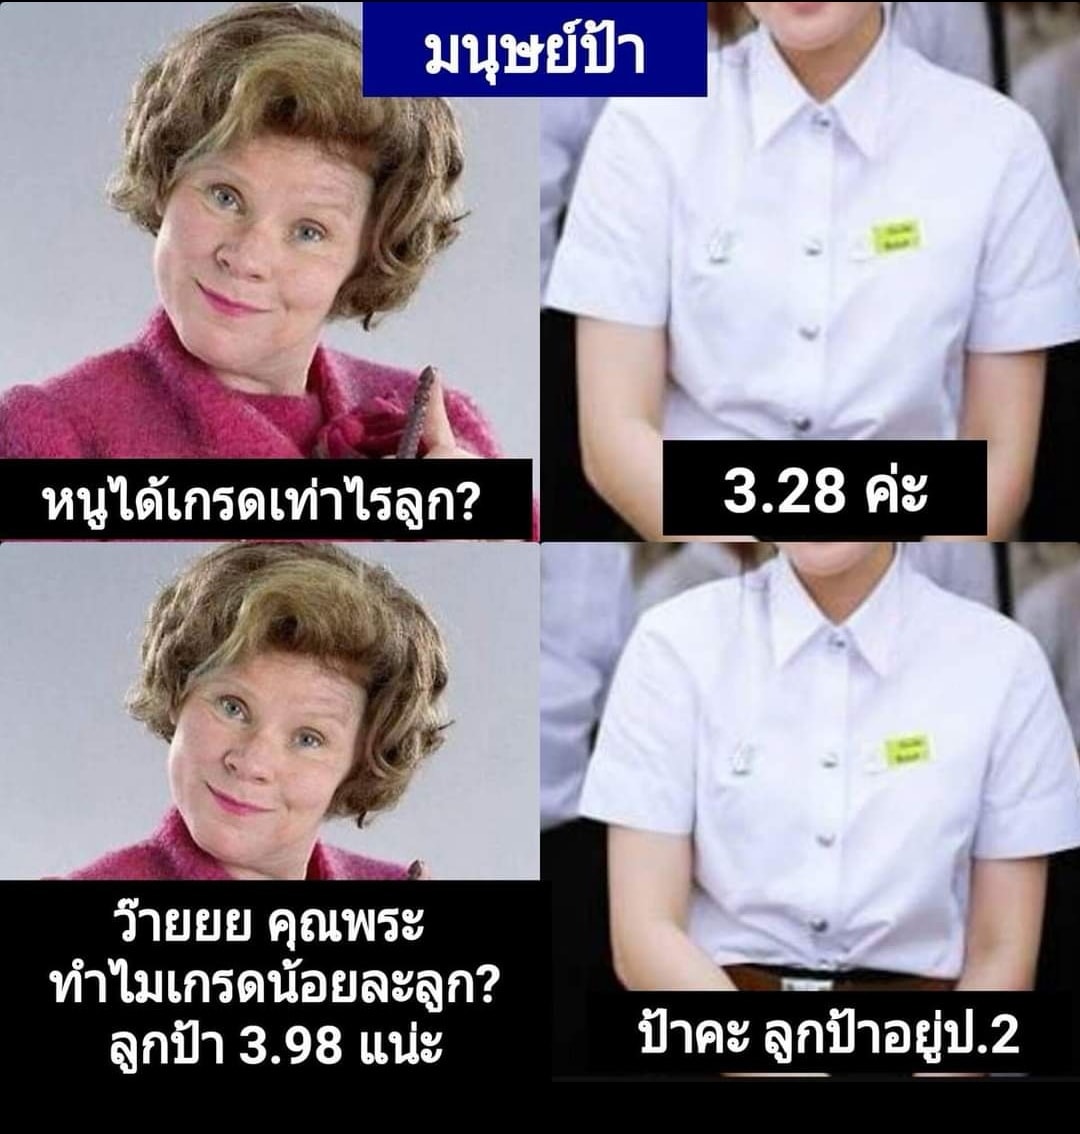 มนุษย์ป้า
หนูได้เกรดเท่าไรลูก?
3.28 ค่ะ
ว๊ายยย คุณพระ
ทำไมเกรดน้อยละลูก?
ลูกป้า 3.98 แน่ะ
ป้าคะ ลูกป้าอยู่ป.2